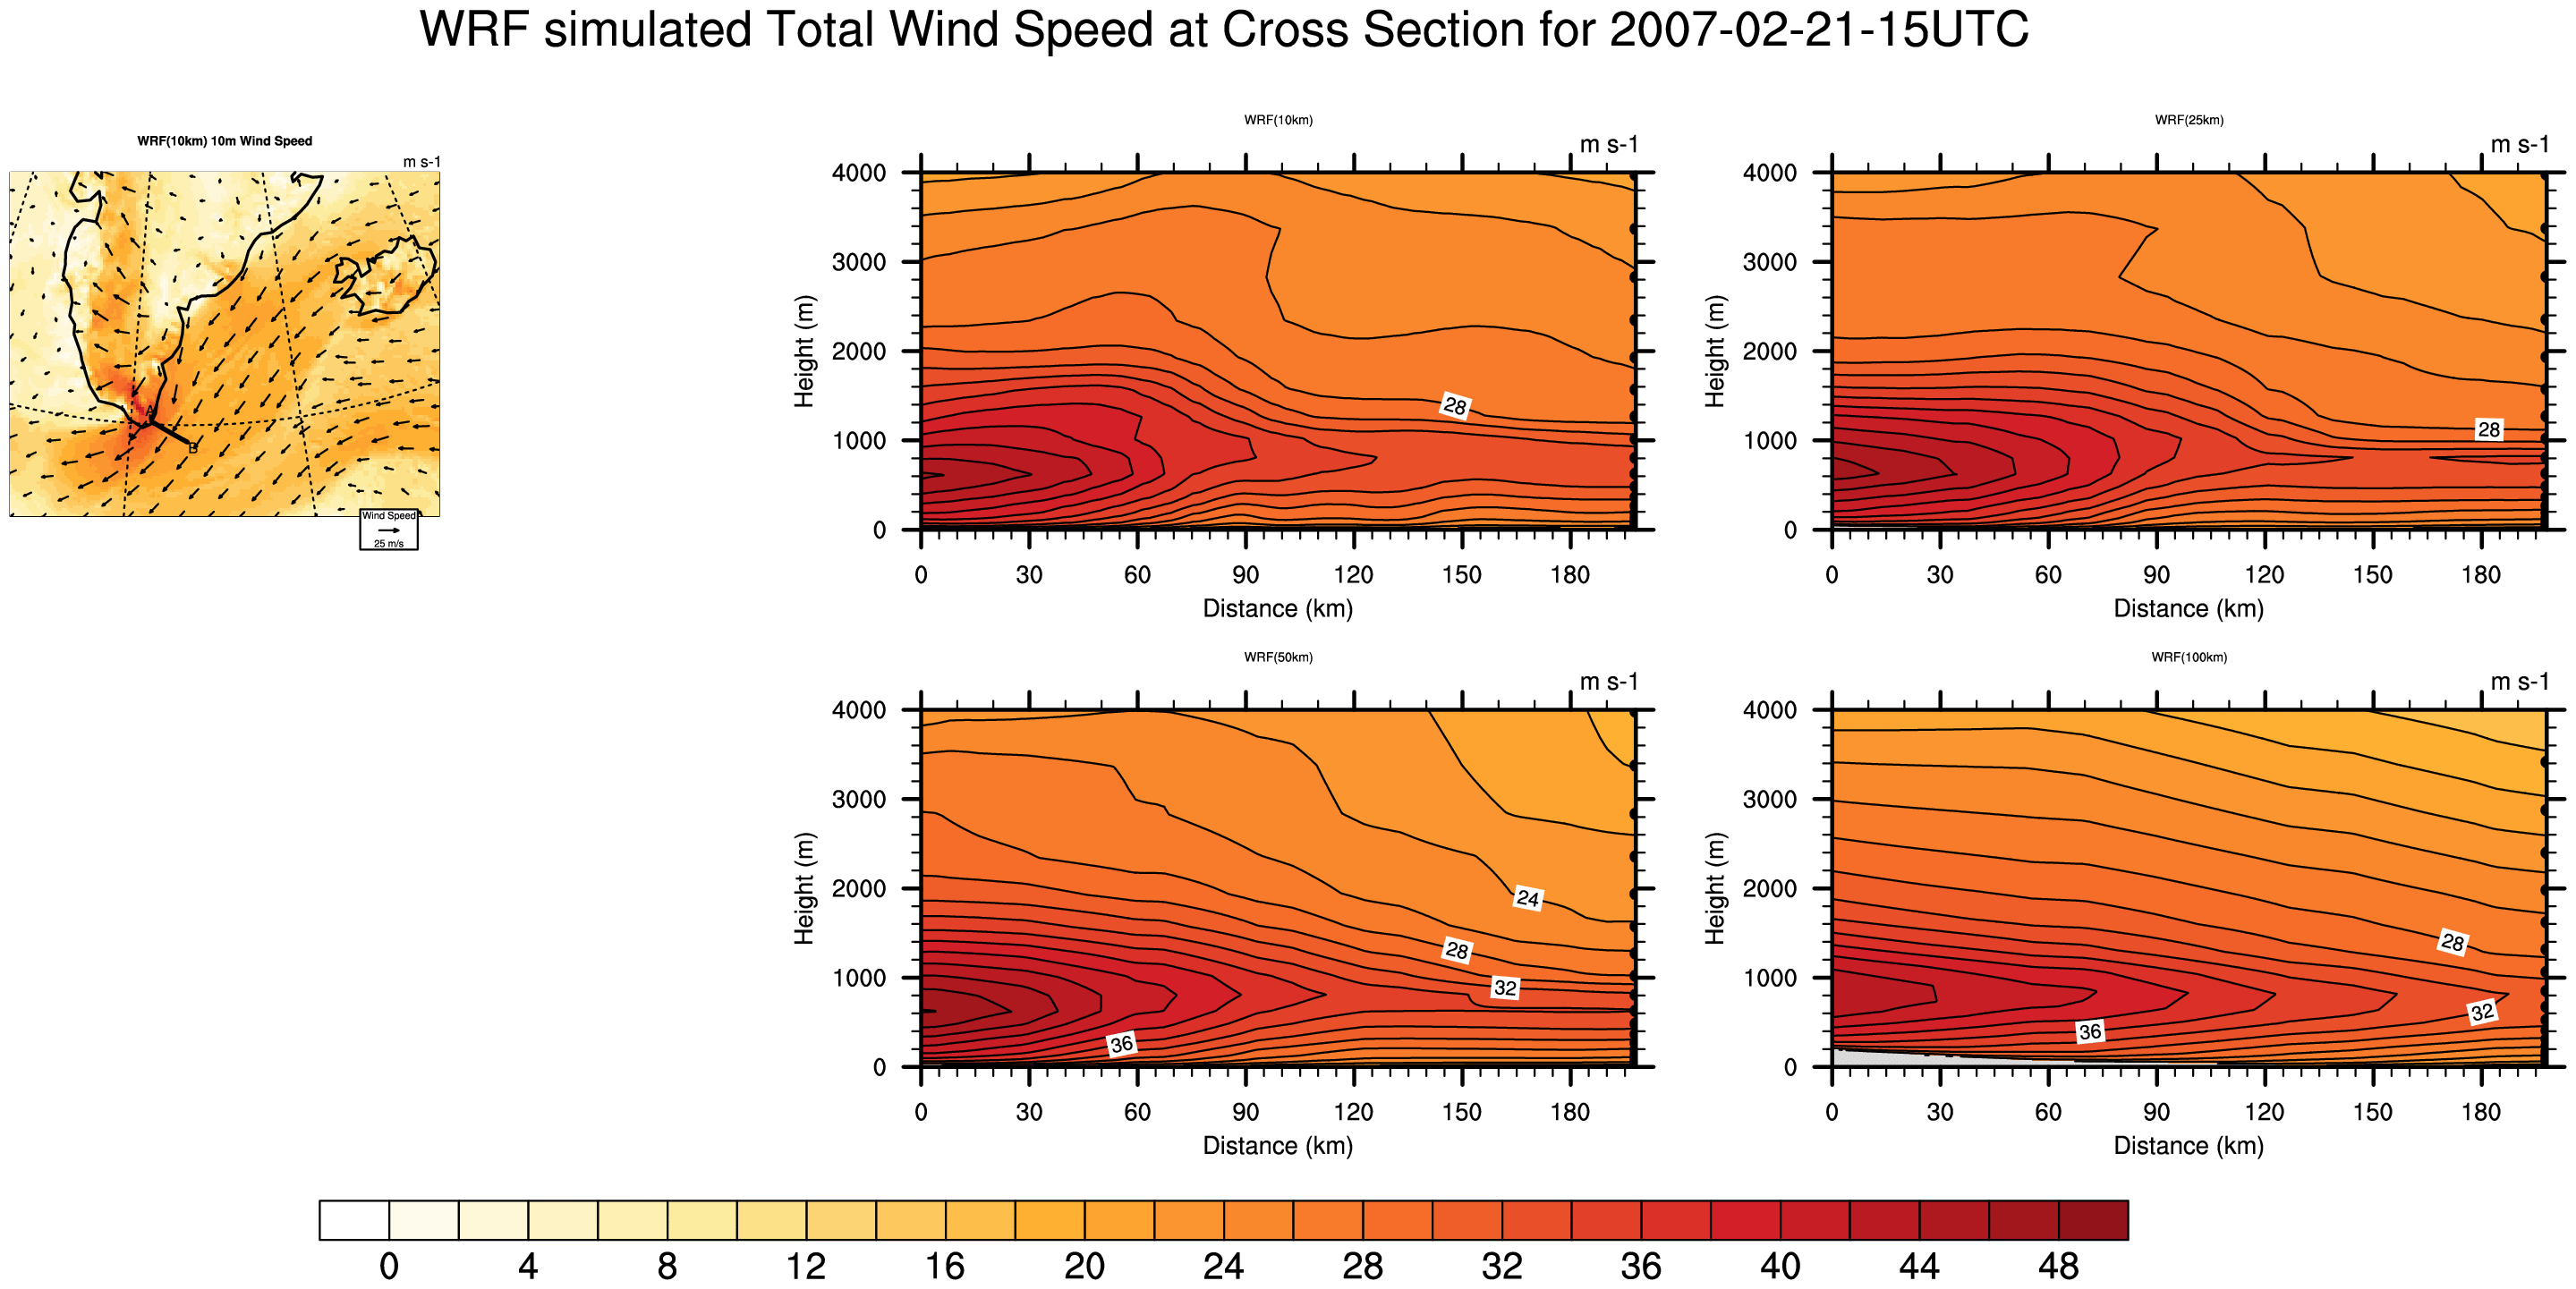 WRF simulated Total Wind Speed at Cross Section for 2007-02-21-15UTC
WRF(10km) 10m Wind Speed
m s-1
A
B
Wind Speed
25 m/s
WRF(10km)
m s-1
4000
3000
2000
1000
0
Height (m)
28
0 30 60 90 120 150 180
Distance (km)
WRF(25km)
m s-1
4000
3000
2000
1000
0
Height (m)
28
0 30 60 90 120 150 180
Distance (km)
WRF(50km)
m s-1
4000
3000
2000
1000
0
Height (m)
24
28
32
36
0 30 60 90 120 150 180
Distance (km)
WRF(100km)
m s-1
4000
3000
2000
1000
0
Height (m)
28
32
36
0 30 60 90 120 150 180
Distance (km)
0 4 8 12 16 20 24 28 32 36 40 44 48